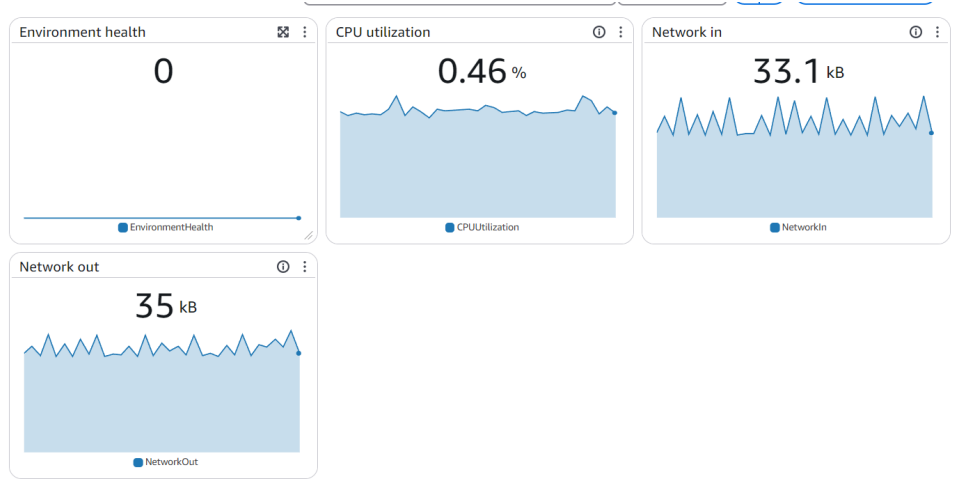 Environment health
0
EnvironmentHealth
CPU utilization
0.46 %
CPUUtilization
Network in
33.1 kB
NetworkIn
Network out
35 kB
NetworkOut